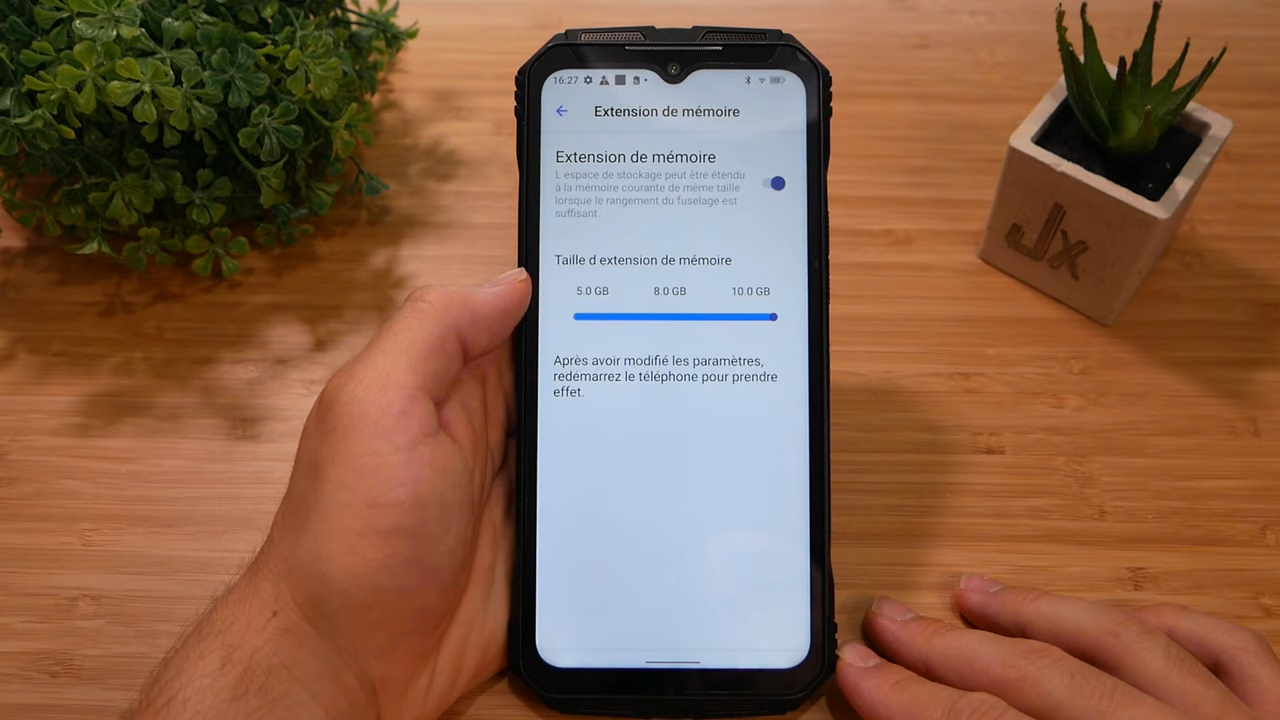 16:27
Extension de mémoire
Extension de mémoire
L espace de stockage peut être étendu
à la mémoire courante de même taille
lorsque le rangement du fuselage est
suffisant.
Taille d extension de mémoire
5.0 GB 8.0 GB 10.0 GB
Après avoir modifié les paramètres,
redémarrez le téléphone pour prendre
effet.
Jx